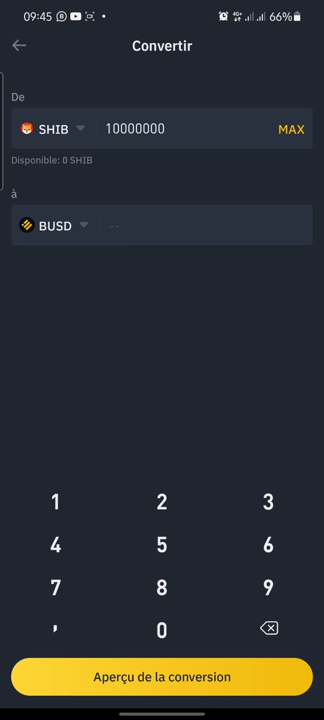 09:45 66%
Convertir
De
SHIB 10000000 MAX
Disponible: 0 SHIB
à
BUSD --
1 2 3
4 5 6
7 8 9
, 0
Aperçu de la conversion